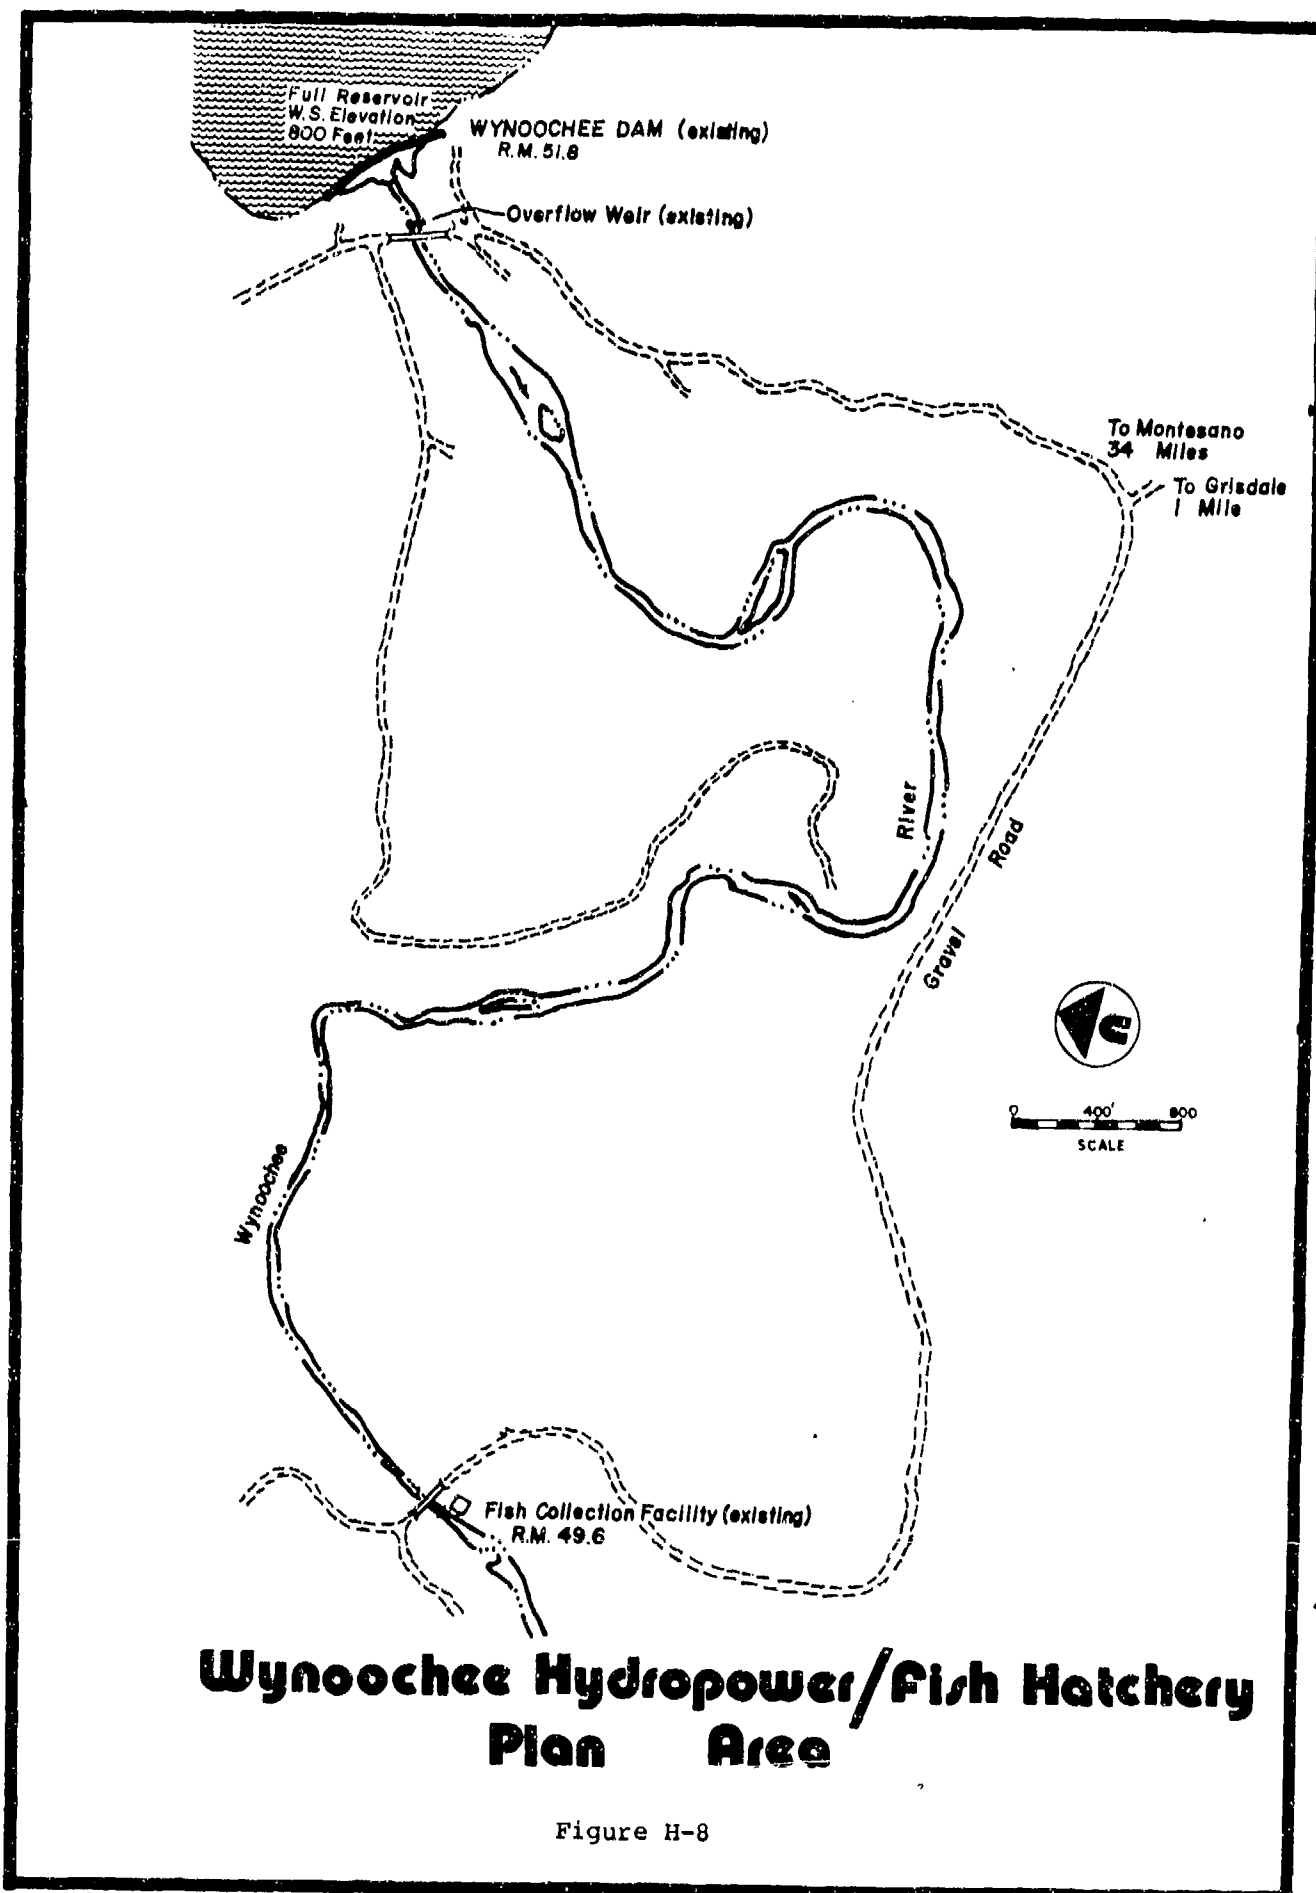 Full Reservoir
W.S. Elevation
800 Feet
WYNOOCHEE DAM (existing)
R.M. 51.8
Overflow Weir (existing)
To Montesano
34 Miles
To Grisdale
1 Mile
River
Gravel Road
n
0 400' 800
SCALE
Wynoochee
Fish Collection Facility (existing)
R.M. 49.6
Wynoochee Hydropower/Fish Hatchery
Plan Area
Figure H-8